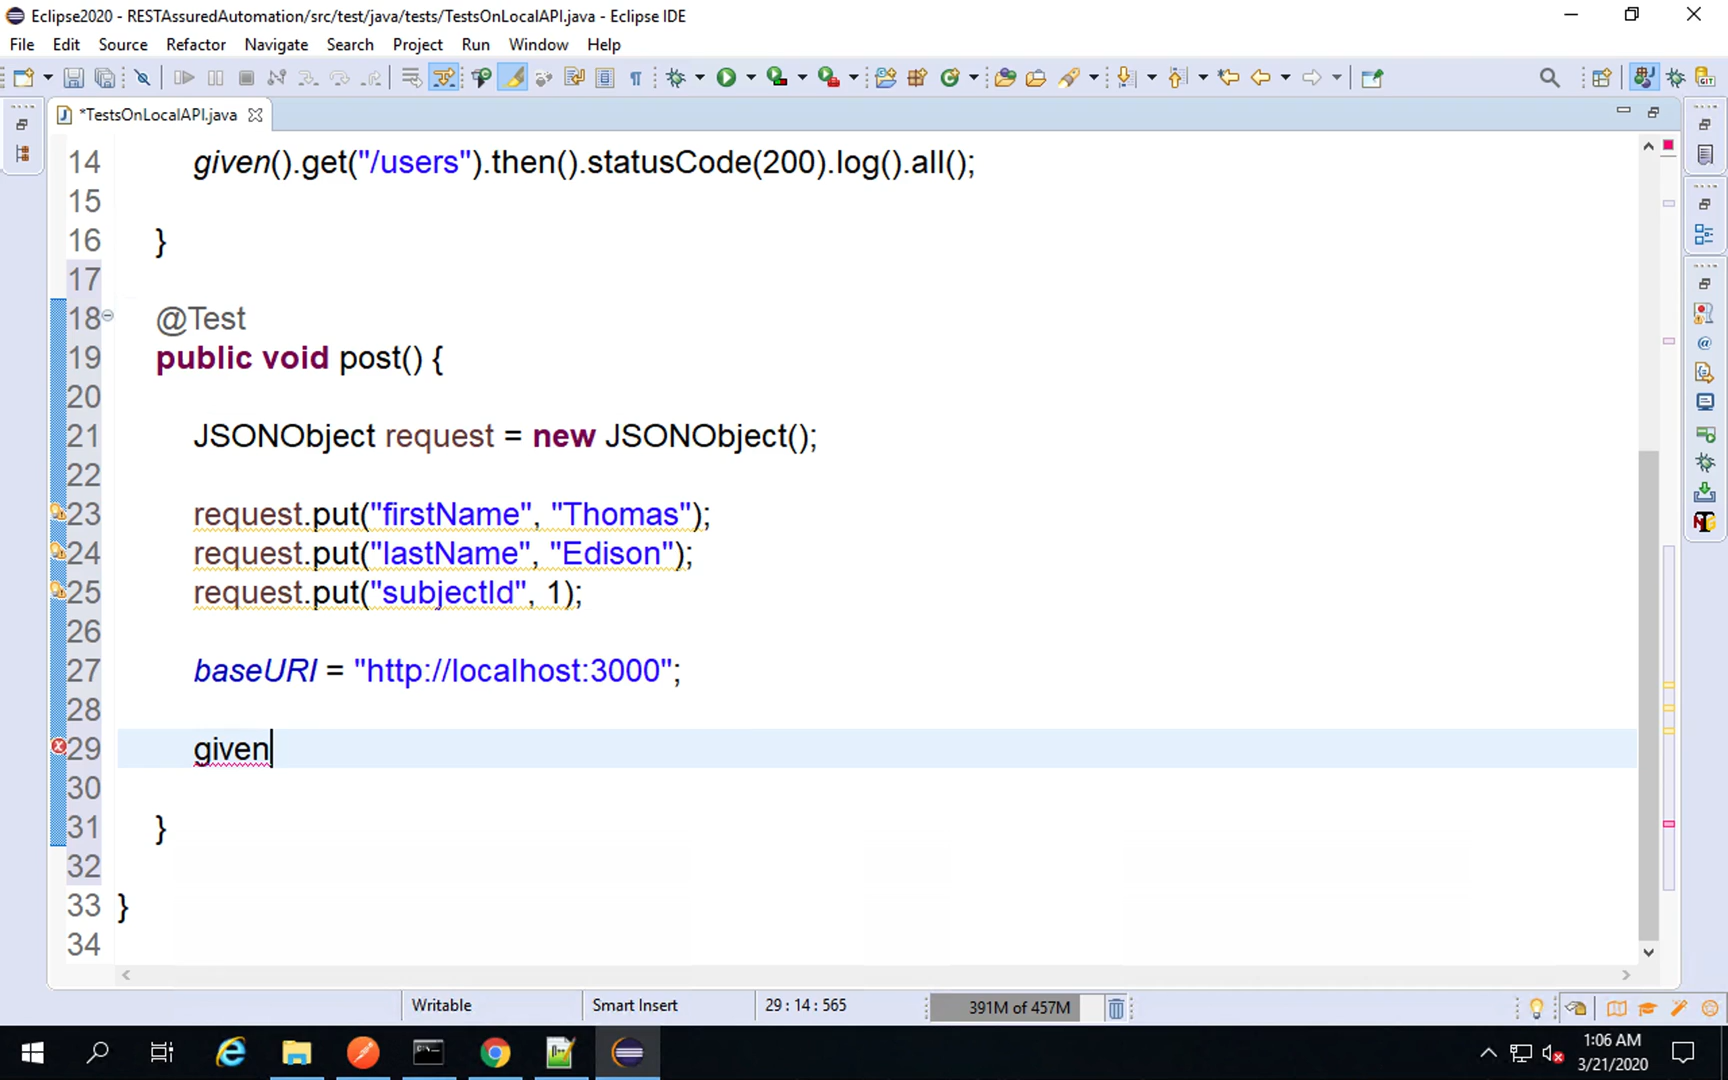 Eclipse2020 - RESTAssuredAutomation/src/test/java/tests/TestsOnLocalAPI.java - Eclipse IDE
File Edit Source Refactor Navigate Search Project Run Window Help
*TestsOnLocalAPI.java
14 given().get("/users").then().statusCode(200).log().all();
15
16 }
17
18 @Test
19 public void post() {
20
21 JSONObject request = new JSONObject();
22
23 request.put("firstName", "Thomas");
24 request.put("lastName", "Edison");
25 request.put("subjectId", 1);
26
27 baseURI = "http://localhost:3000";
28
29 given
30
31 }
32
33 }
34
Writable Smart Insert 29 : 14 : 565 391M of 457M
1:06 AM
3/21/2020